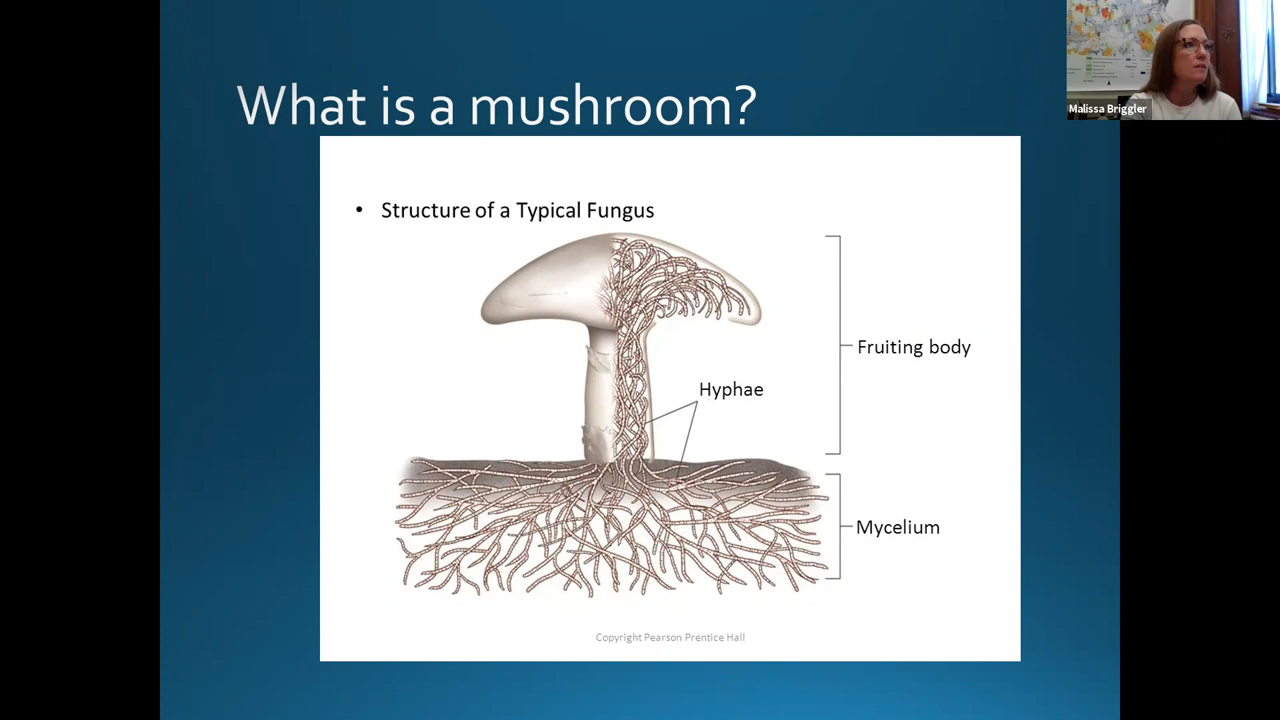 What is a mushroom?
Malissa Briggler
• Structure of a Typical Fungus
Fruiting body
Hyphae
Mycelium
Copyright Pearson Prentice Hall